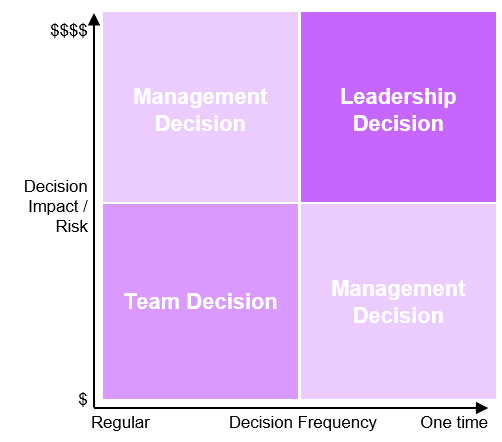 $$$$
Management
Decision
Leadership
Decision
Decision
Impact /
Risk
Team Decision
Management
Decision
$
Regular
Decision Frequency
One time